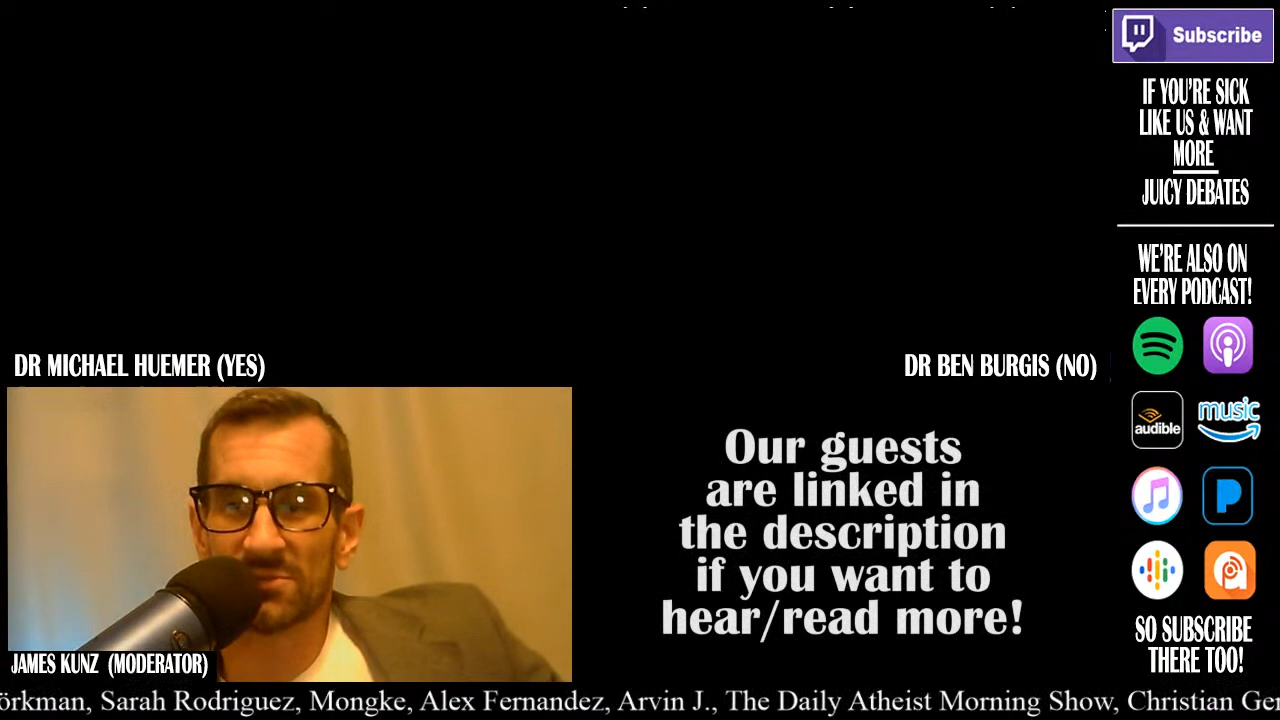 Subscribe
IF YOU'RE SICK
LIKE US & WANT
MORE
JUICY DEBATES
WE'RE ALSO ON
EVERY PODCAST!
audible
music
SO SUBSCRIBE
THERE TOO!
DR MICHAEL HUEMER (YES)
DR BEN BURGIS (NO)
Our guests
are linked in
the description
if you want to
hear/read more!
JAMES KUNZ (MODERATOR)
örkman, Sarah Rodriguez, Mongke, Alex Fernandez, Arvin J., The Daily Atheist Morning Show, Christian Ger